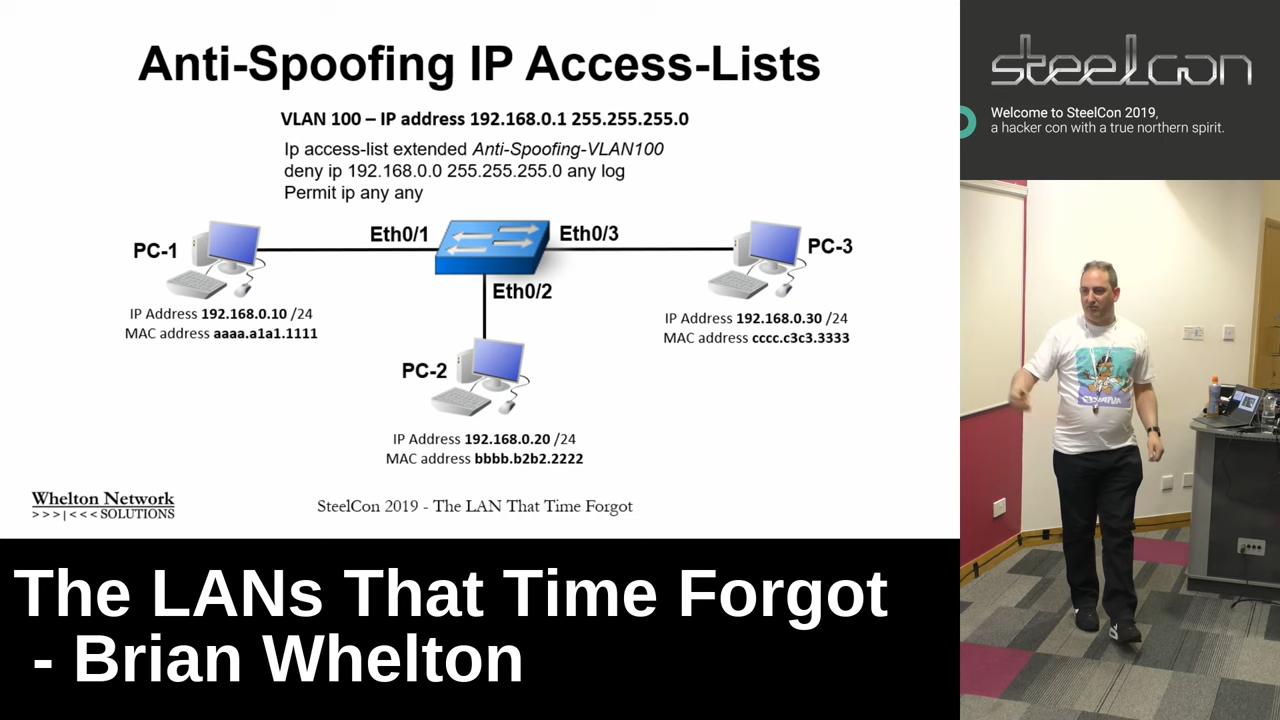 Anti-Spoofing IP Access-Lists
VLAN 100 – IP address 192.168.0.1 255.255.255.0
Ip access-list extended Anti-Spoofing-VLAN100
deny ip 192.168.0.0 255.255.255.0 any log
Permit ip any any
PC-1
Eth0/1
Eth0/3
PC-3
IP Address 192.168.0.10 /24
MAC address aaaa.a1a1.1111
Eth0/2
IP Address 192.168.0.30 /24
MAC address cccc.c3c3.3333
PC-2
IP Address 192.168.0.20 /24
MAC address bbbb.b2b2.2222
Whelton Network
>>>|<<< SOLUTIONS
SteelCon 2019 - The LAN That Time Forgot
steelcon
Welcome to SteelCon 2019,
a hacker con with a true northern spirit.
The LANs That Time Forgot
- Brian Whelton